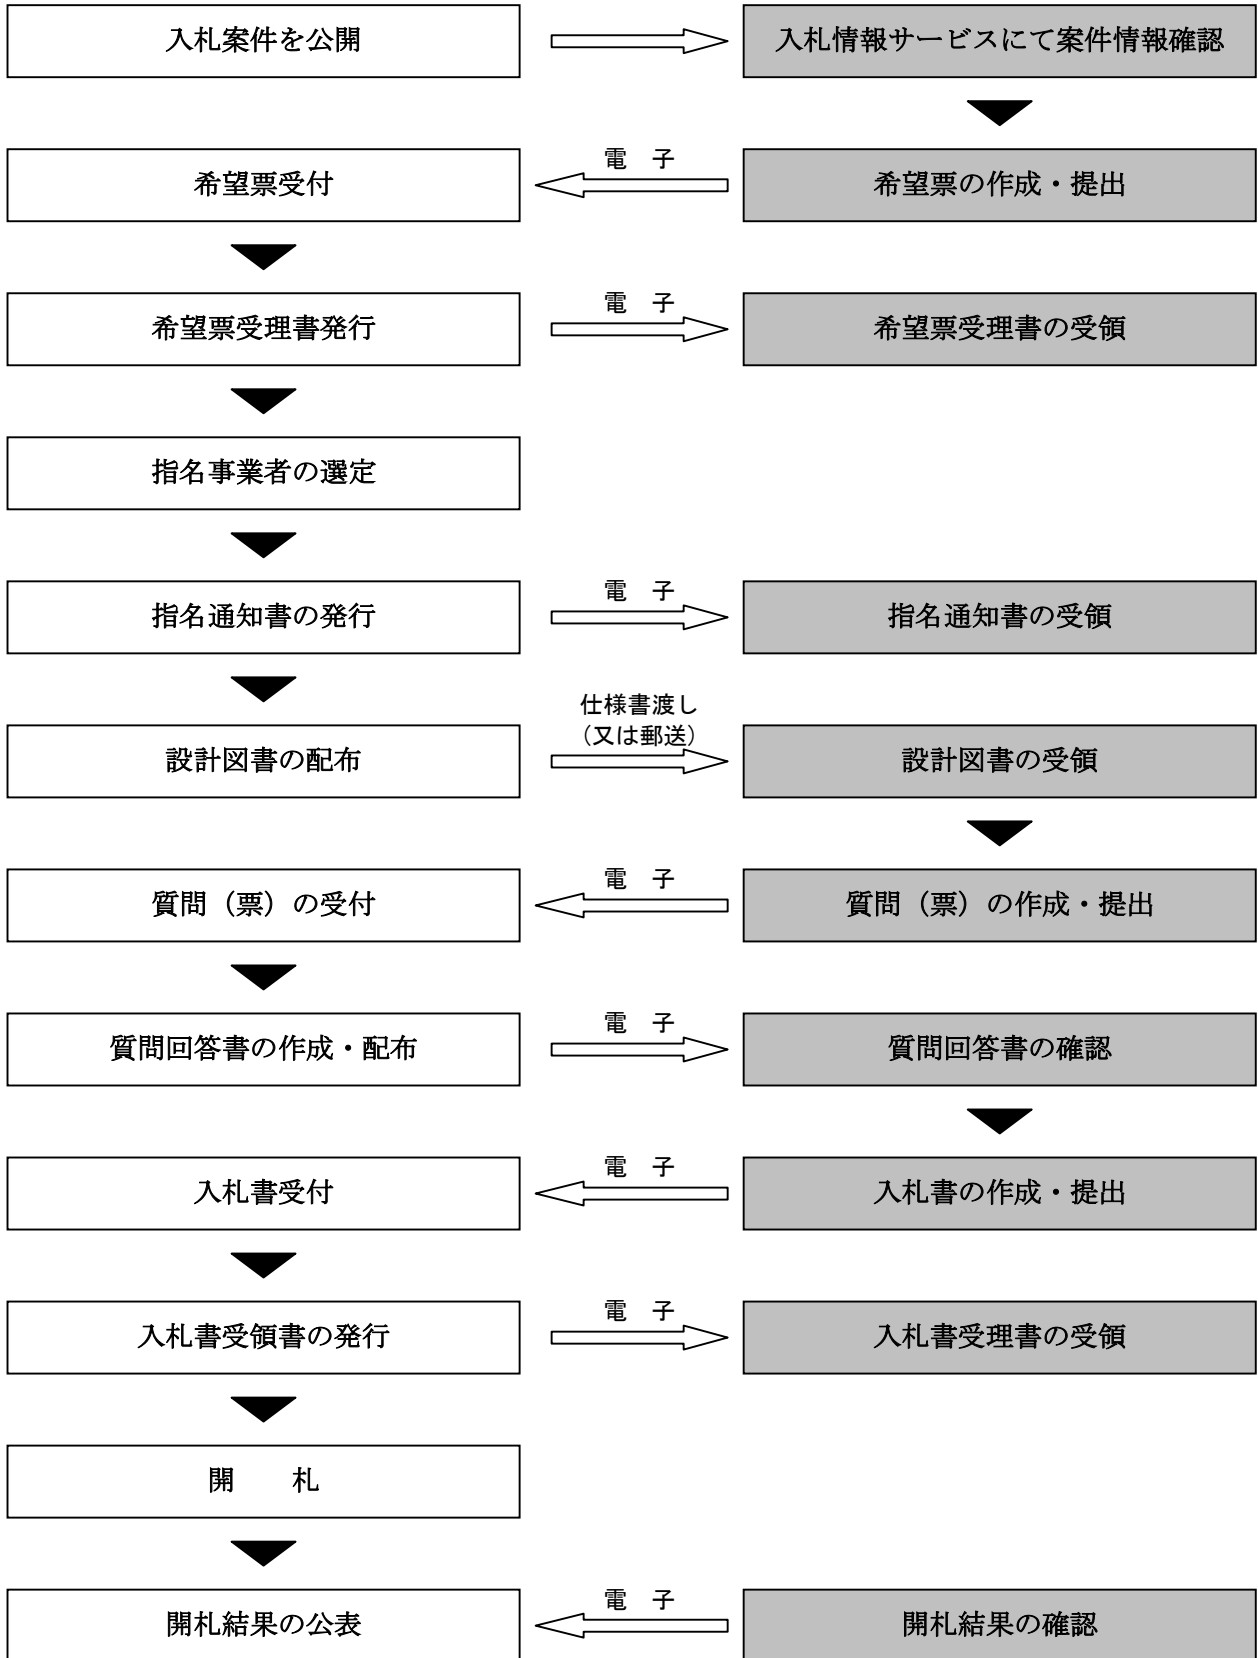 入札案件を公開
入札情報サービスにて案件情報確認
電　子
希望票受付
希望票の作成・提出
電　子
希望票受理書発行
希望票受理書の受領
指名事業者の選定
電　子
指名通知書の発行
指名通知書の受領
仕様書渡し
（又は郵送）
設計図書の配布
設計図書の受領
電　子
質問（票）の受付
質問（票）の作成・提出
電　子
質問回答書の作成・配布
質問回答書の確認
電　子
入札書受付
入札書の作成・提出
電　子
入札書受領書の発行
入札書受理書の受領
開　　札
電　子
開札結果の公表
開札結果の確認